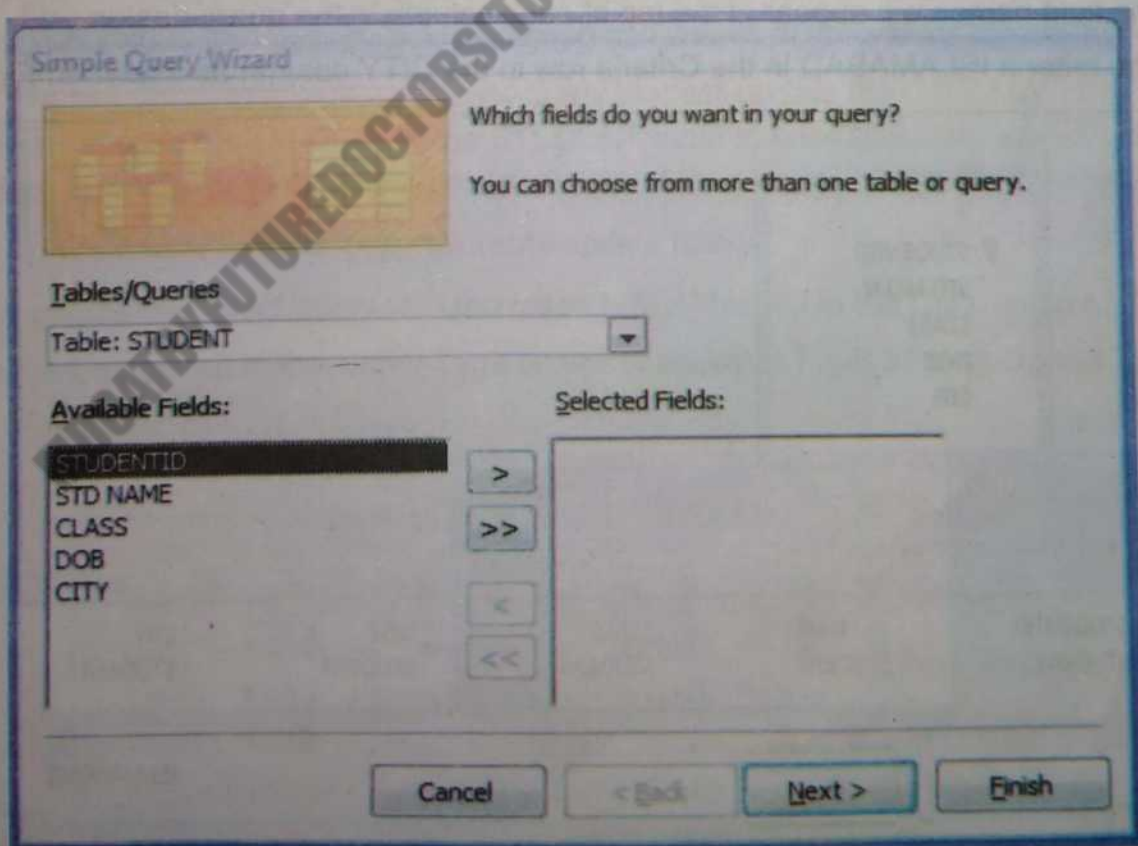 Simple Query Wizard
Which fields do you want in your query?
You can choose from more than one table or query.
Tables/Queries
Table: STUDENT
Available Fields:
Selected Fields:
STUDENTID
STD NAME
CLASS
DOB
CITY
>
>>
<
<<
Cancel
< Back
Next >
Finish